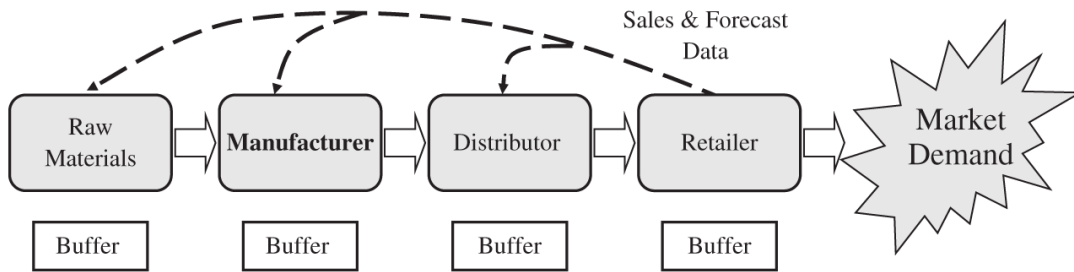 Sales & Forecast
Data
Raw
Materials
Manufacturer
Distributor
Retailer
Market
Demand
Buffer
Buffer
Buffer
Buffer